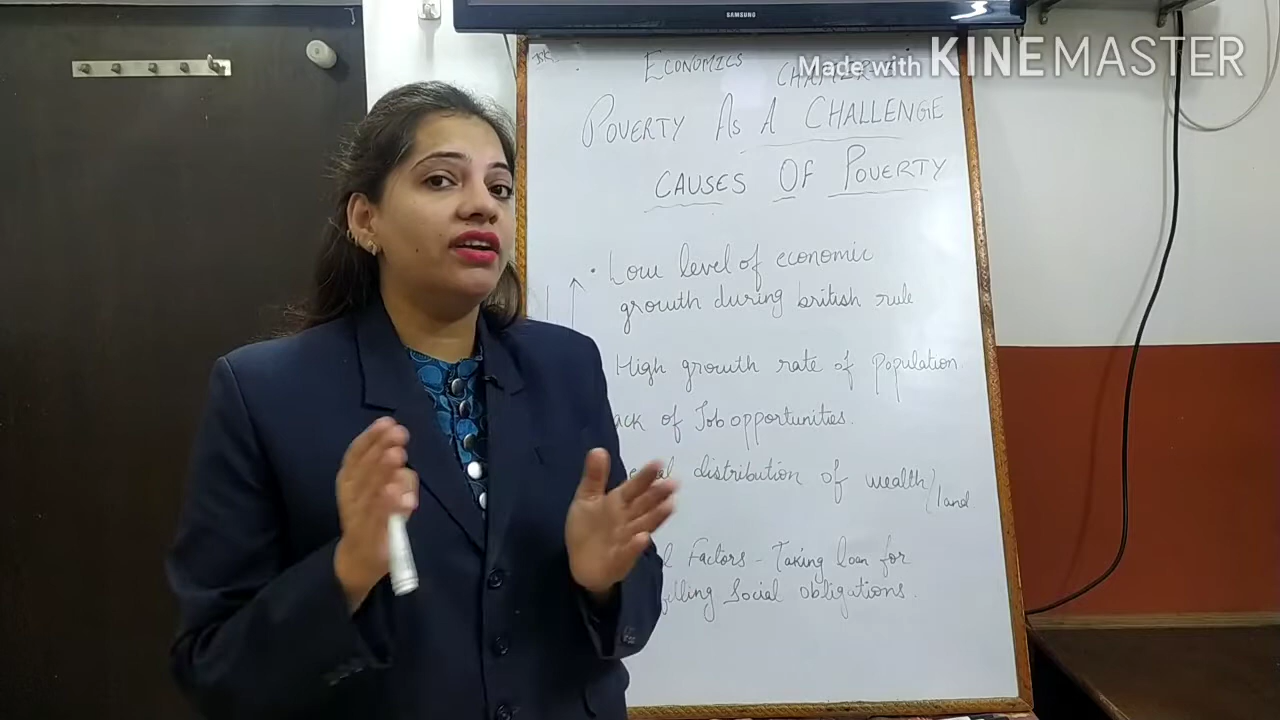 SAMSUNG
Made with KINEMASTER
ECONOMICS CHAPTER
POVERTY AS A CHALLENGE
CAUSES OF POVERTY
• Low level of economic
growth during british rule
High growth rate of population
ack of Job opportunities.
distribution of wealth/land
Factors - Taking loan for
filling Social obligations.